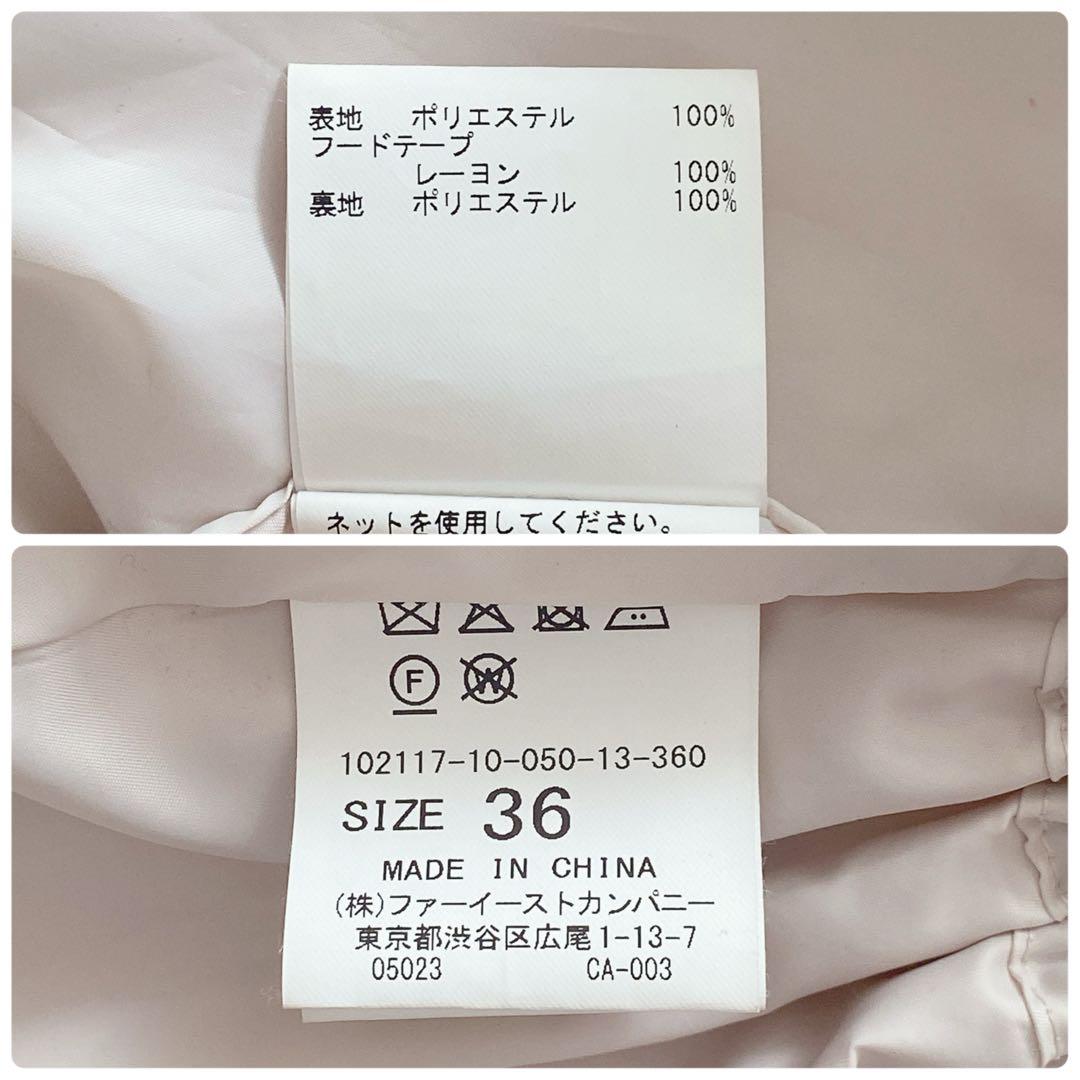 表地 ポリエステル 100%
フードテープ
レーヨン 100%
裏地 ポリエステル 100%
ネットを使用してください。
F
W
102117-10-050-13-360
SIZE 36
MADE IN CHINA
(株)ファーイーストカンパニー
東京都渋谷区広尾1-13-7
05023 CA-003